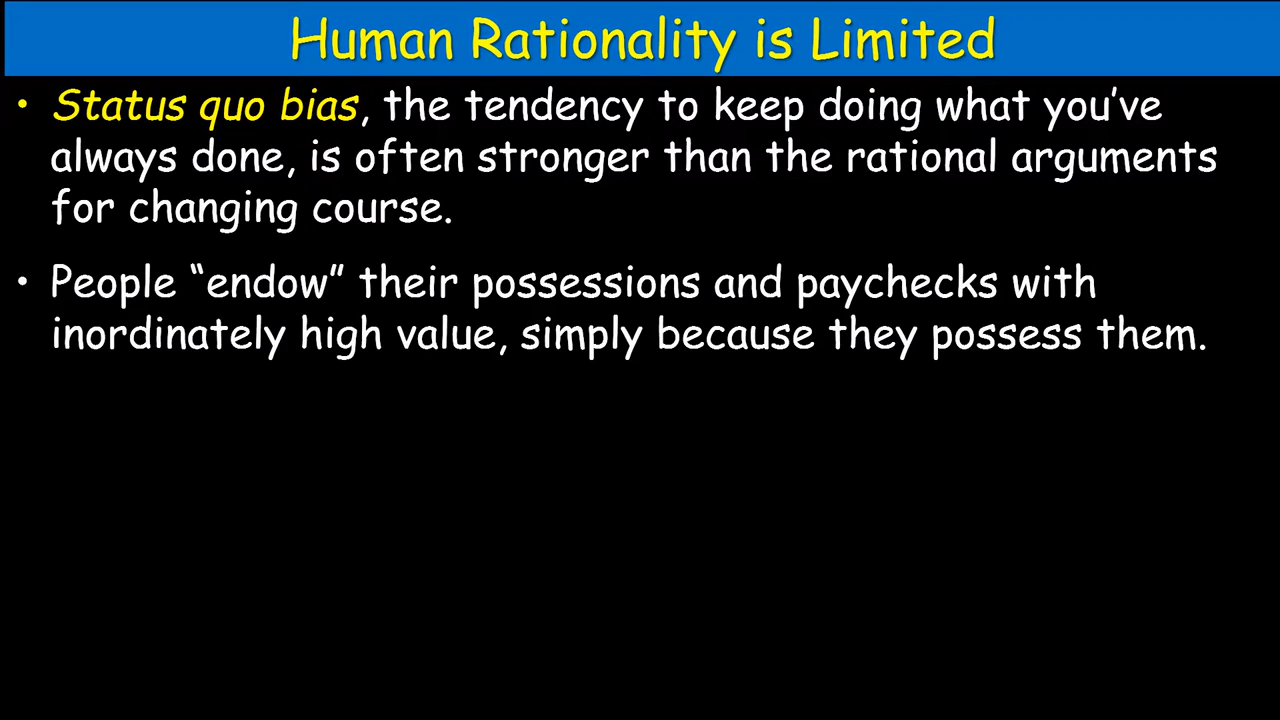 Human Rationality is Limited
• Status quo bias, the tendency to keep doing what you’ve
always done, is often stronger than the rational arguments
for changing course.
• People “endow” their possessions and paychecks with
inordinately high value, simply because they possess them.